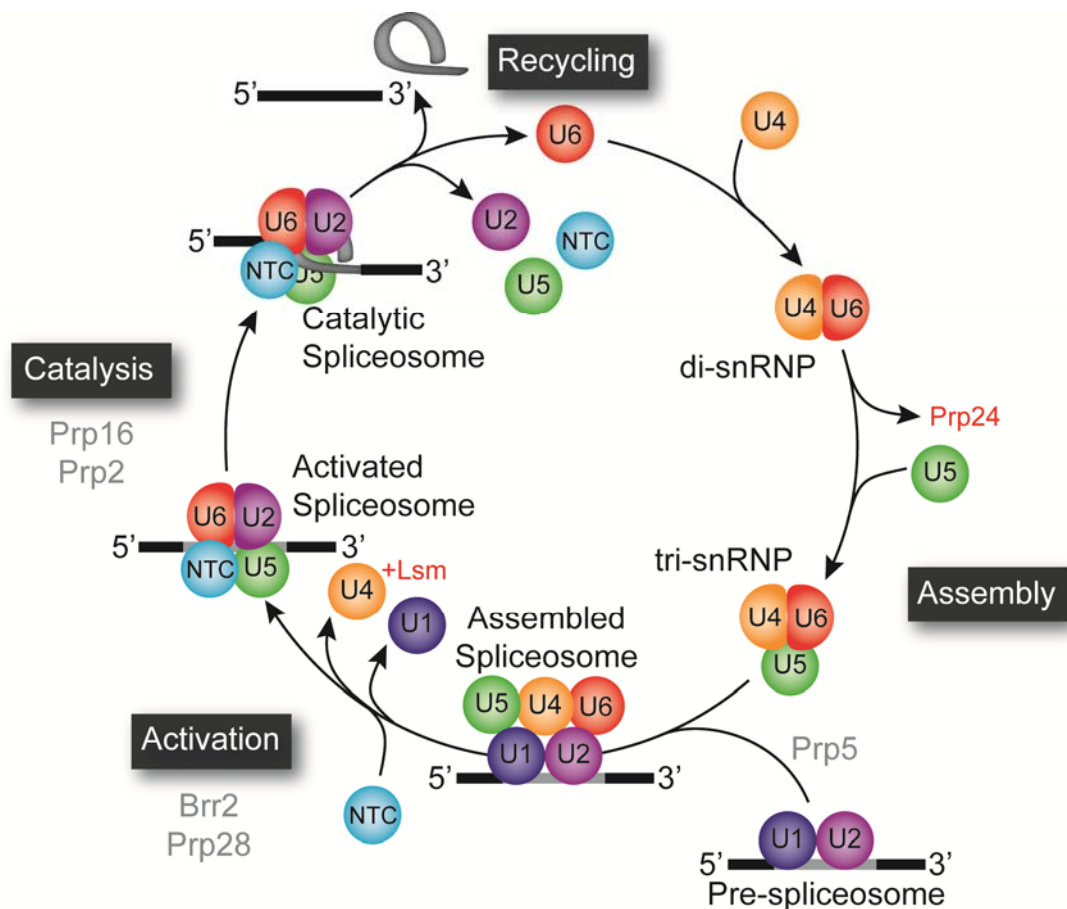 Recycling
5’
3’
U6
U4
U6
U2
U2
NTC
5’
NTC
U5
3’
U5
Catalytic
Spliceosome
U4
U6
di-snRNP
Catalysis
Prp16
Prp2
Prp24
U5
Activated
Spliceosome
U6
U2
5’
3’
NTC
U5
+Lsm
U4
U1
tri-snRNP
Assembly
U4
U6
U5
Assembled
Spliceosome
U5
U4
U6
U1
U2
5’
3’
Activation
Brr2
Prp28
NTC
Prp5
U1
U2
5’
3’
Pre-spliceosome